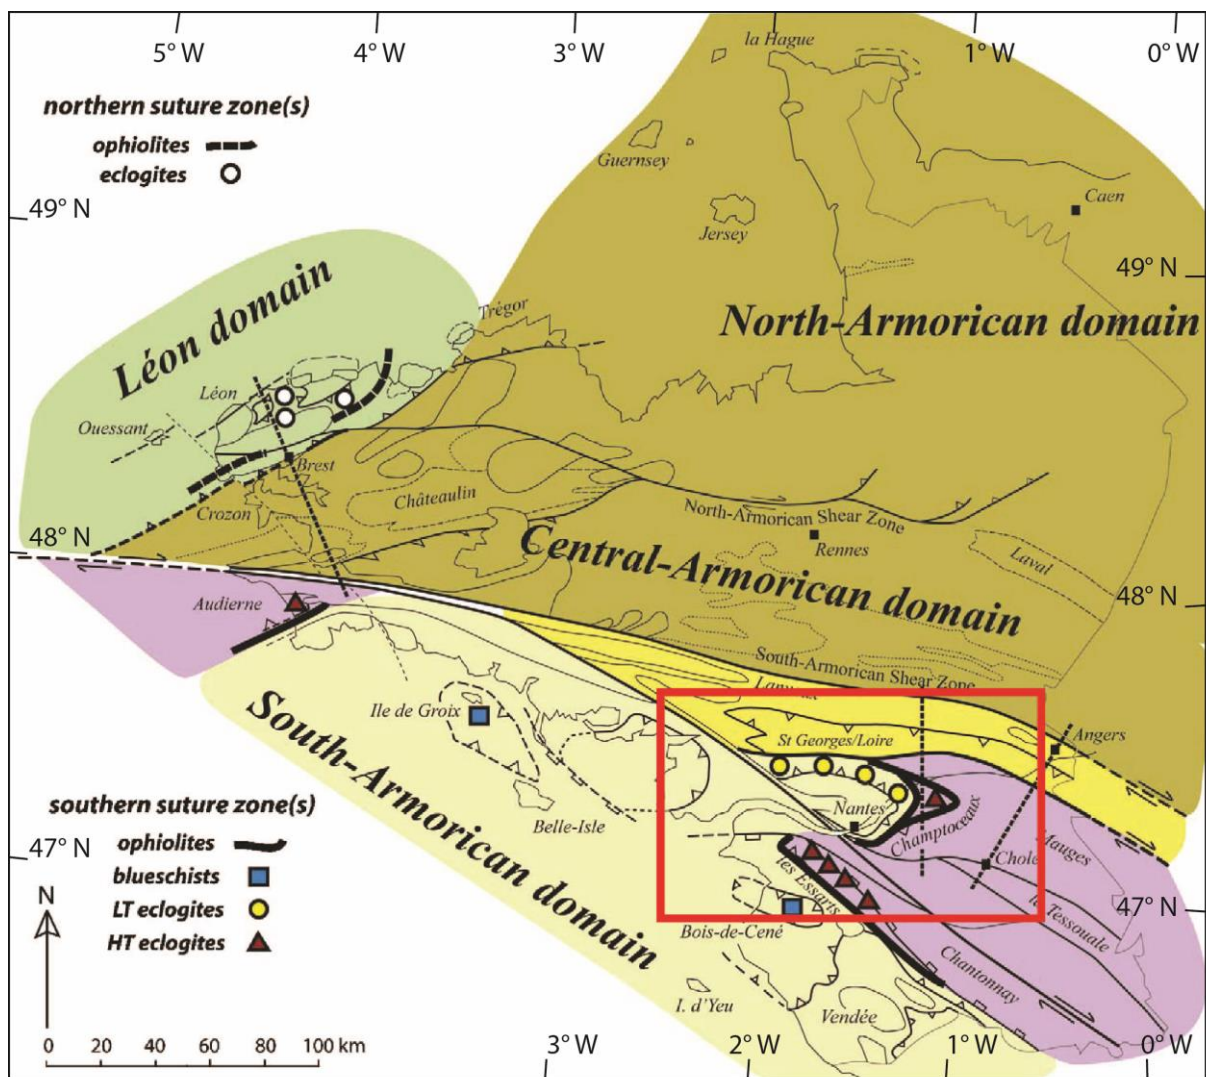 5° W
4° W
3° W
1° W
0° W
la Hague
northern suture zone(s)
ophiolites
eclogites
Guernsey
49° N
Caen
Jersey
49° N
Léon domain
Trégor
North-Armorican domain
Léon
Ouessant
Brest
Châteaulin
Crozon
North-Armorican Shear Zone
48° N
Rennes
Central-Armorican domain
Laval
Audierne
48° N
South-Armorican Shear Zone
Ile de Groix
St Georges/Loire
Angers
South-Armorican domain
southern suture zone(s)
Belle-Isle
Nantes
Champtoceaux
Mauges
ophiolites
47° N
les Essarts
Chole
blueschists
LT eclogites
HT eclogites
N
Bois-de-Cené
le Tessouale
47° N
Chantonnay
I. d'Yeu
Vendée
0 20 40 60 80 100 km
3° W
2° W
1° W
0° W